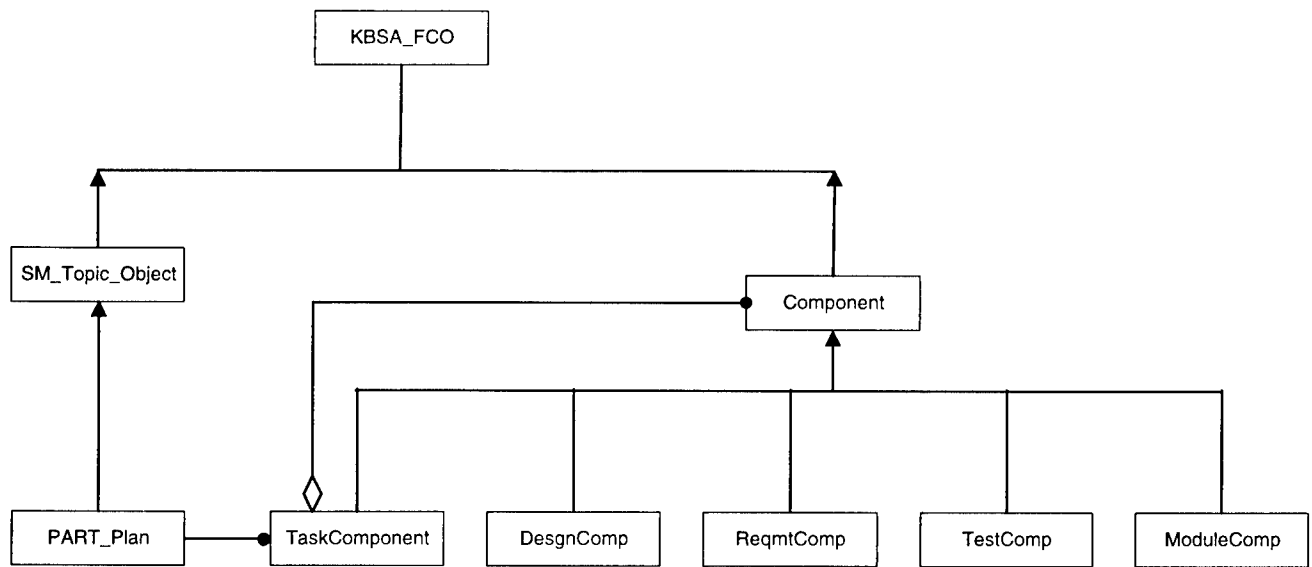 KBSA_FCO
SM_Topic_Object
Component
PART_Plan
TaskComponent
DesgnComp
ReqmtComp
TestComp
ModuleComp